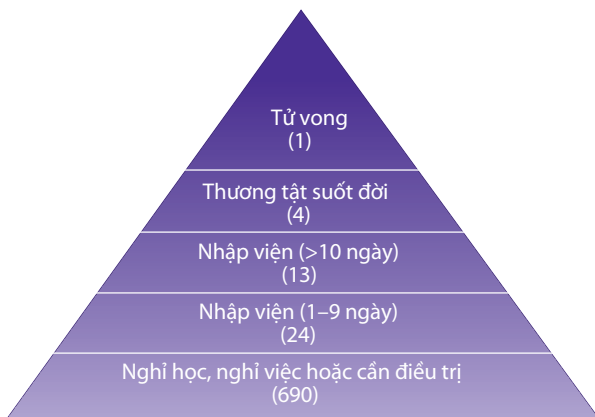 Tử vong
(1)
Thương tật suốt đời
(4)
Nhập viện (>10 ngày)
(13)
Nhập viện (1–9 ngày)
(24)
Nghỉ học, nghỉ việc hoặc cần điều trị
(690)